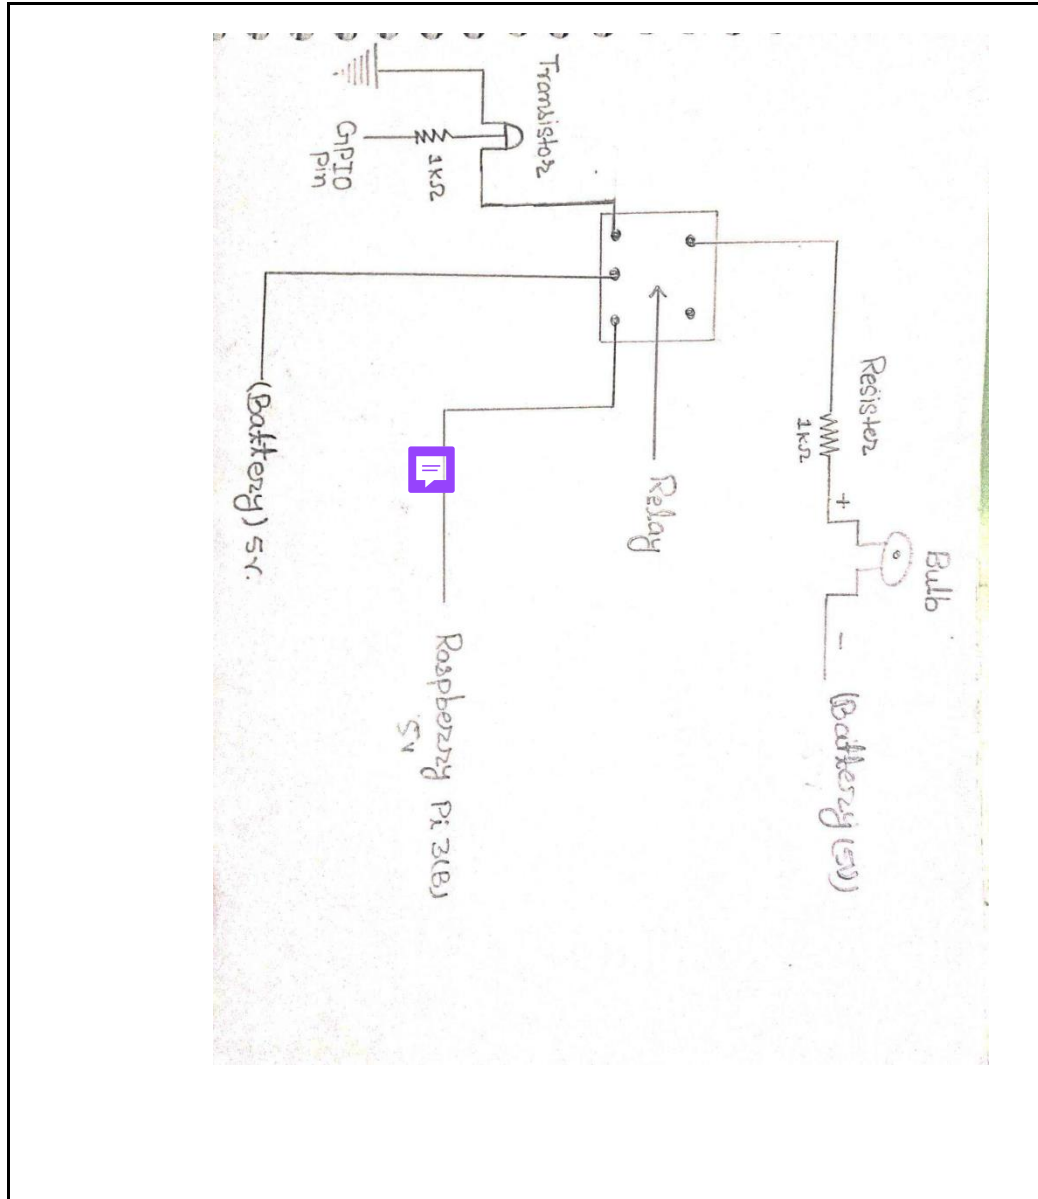 Bulb
Resister
1kΩ
+
-
(Battery (5V))
Relay
Transistor
1kΩ
Raspberry Pi 3(B)
5v
GPIO
Pin
(Battery) 5v.